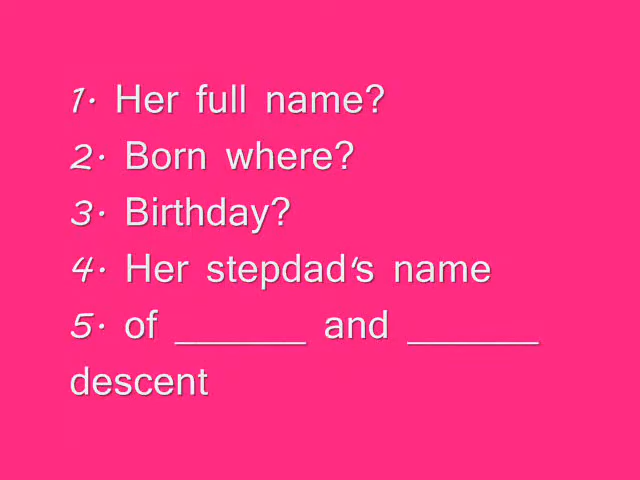 1. Her full name?
2. Born where?
3. Birthday?
4. Her stepdad's name
5. of ______ and ______
descent